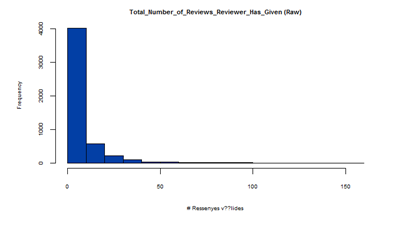 Total_Number_of_Reviews_Reviewer_Has_Given (Raw)
Frequency
4000
3000
2000
1000
0
0 50 100 150
# Ressenyes v??lides